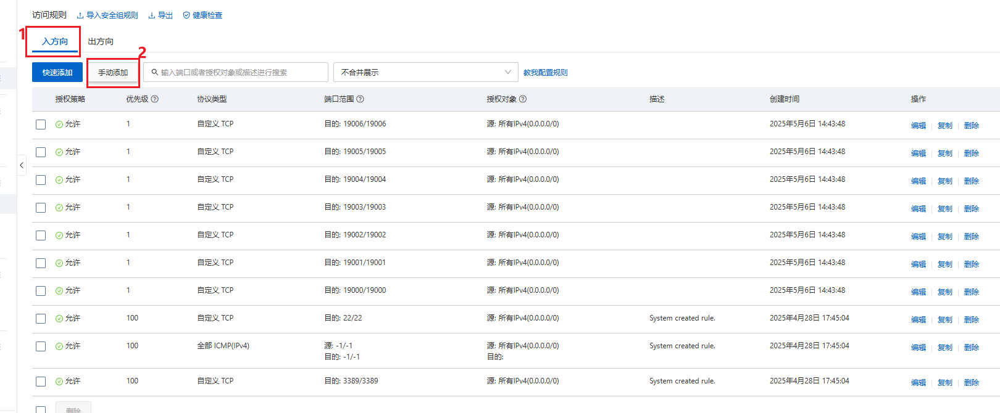 访问规则 导入安全组规则 导出 健康检查
1 入方向 出方向
2
快速添加 手动添加 输入端口或者授权对象或描述进行搜索 不合并展示 教我配置规则
授权策略 优先级 协议类型 端口范围 授权对象 描述 创建时间 操作
允许 1 自定义 TCP 目的: 19006/19006 源: 所有IPv4(0.0.0.0/0) 2025年5月6日 14:43:48 编辑 复制 删除
允许 1 自定义 TCP 目的: 19005/19005 源: 所有IPv4(0.0.0.0/0) 2025年5月6日 14:43:48 编辑 复制 删除
允许 1 自定义 TCP 目的: 19004/19004 源: 所有IPv4(0.0.0.0/0) 2025年5月6日 14:43:48 编辑 复制 删除
允许 1 自定义 TCP 目的: 19003/19003 源: 所有IPv4(0.0.0.0/0) 2025年5月6日 14:43:48 编辑 复制 删除
允许 1 自定义 TCP 目的: 19002/19002 源: 所有IPv4(0.0.0.0/0) 2025年5月6日 14:43:48 编辑 复制 删除
允许 1 自定义 TCP 目的: 19001/19001 源: 所有IPv4(0.0.0.0/0) 2025年5月6日 14:43:48 编辑 复制 删除
允许 1 自定义 TCP 目的: 19000/19000 源: 所有IPv4(0.0.0.0/0) 2025年5月6日 14:43:48 编辑 复制 删除
允许 100 自定义 TCP 目的: 22/22 源: 所有IPv4(0.0.0.0/0) System created rule. 2025年4月28日 17:45:04 编辑 复制 删除
允许 100 全部 ICMP(IPv4) 源: -1/-1 源: 所有IPv4(0.0.0.0/0) System created rule. 2025年4月28日 17:45:04 编辑 复制 删除
目的: -1/-1 目的:
允许 100 自定义 TCP 目的: 3389/3389 源: 所有IPv4(0.0.0.0/0) System created rule. 2025年4月28日 17:45:04 编辑 复制 删除
删除